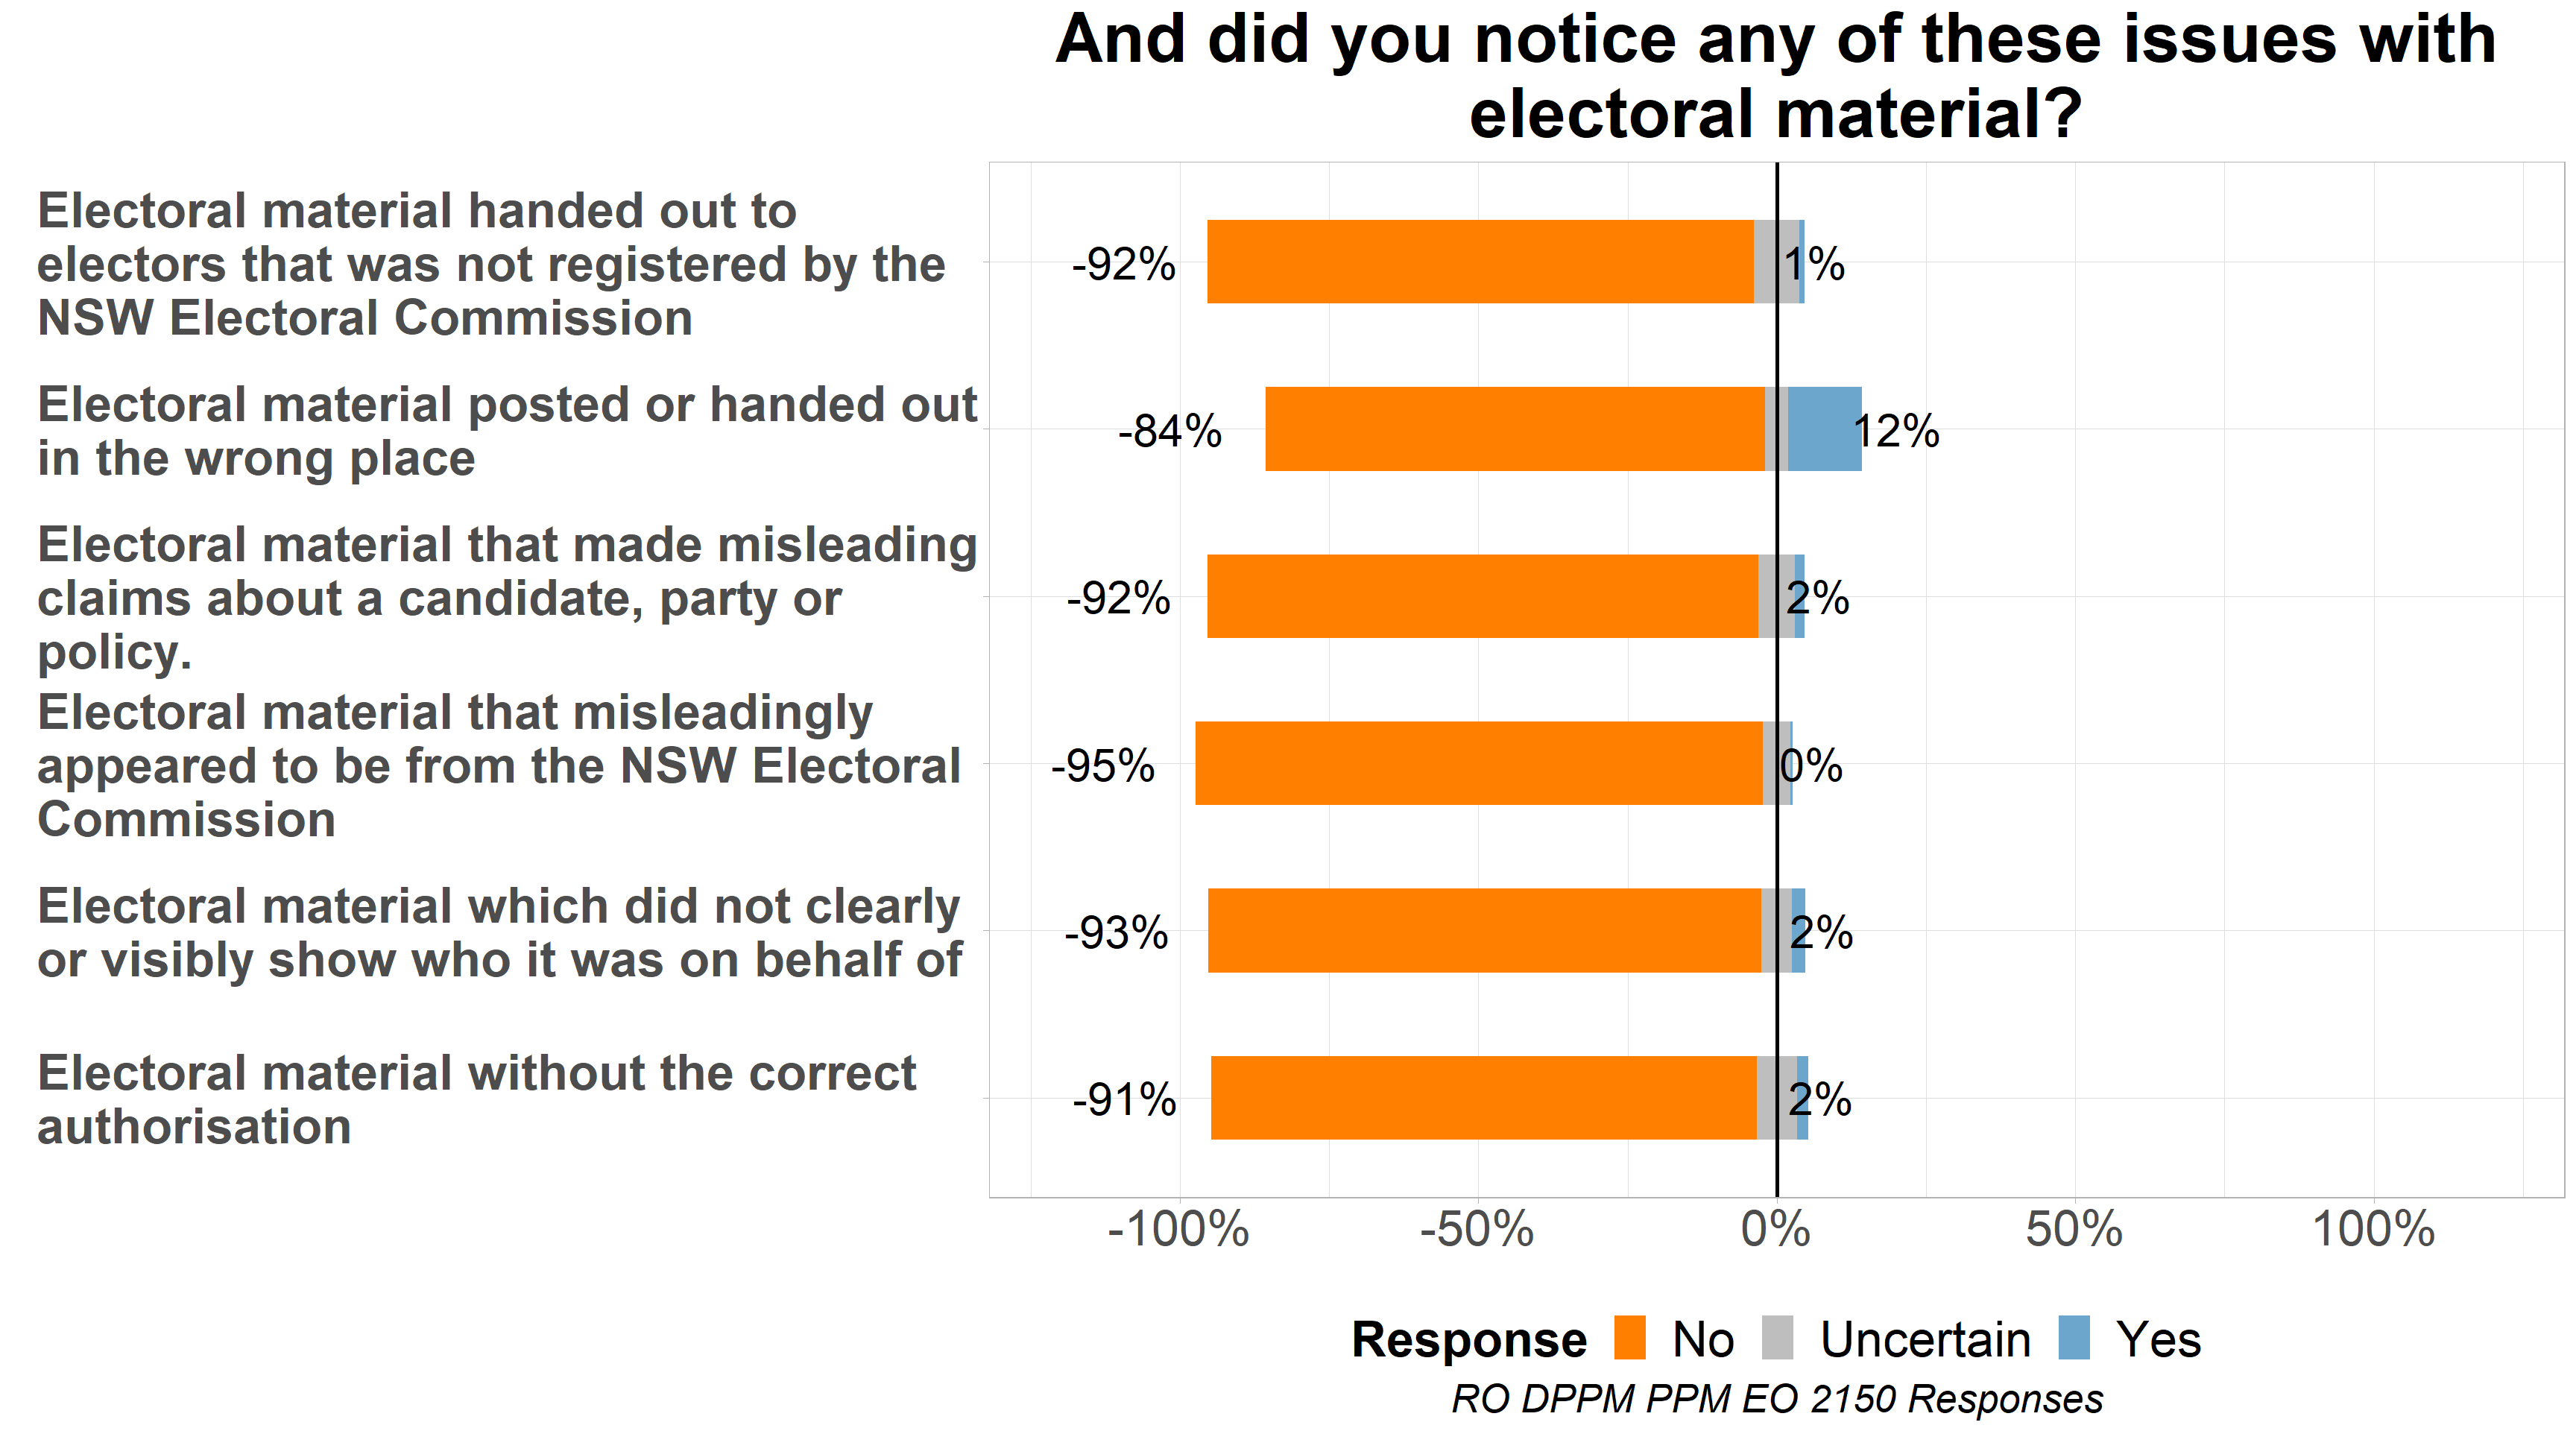 And did you notice any of these issues with
electoral material?
Electoral material handed out to
electors that was not registered by the
NSW Electoral Commission
-92%
1%
Electoral material posted or handed out
in the wrong place
-84%
12%
Electoral material that made misleading
claims about a candidate, party or
policy.
-92%
2%
Electoral material that misleadingly
appeared to be from the NSW Electoral
Commission
-95%
0%
Electoral material which did not clearly
or visibly show who it was on behalf of
-93%
2%
Electoral material without the correct
authorisation
-91%
2%
-100% -50% 0% 50% 100%
Response No Uncertain Yes
RO DPPM PPM EO 2150 Responses